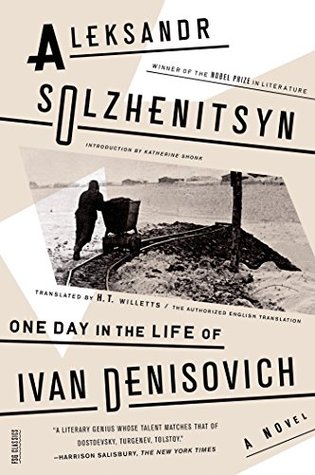 ALEKSANDR
WINNER OF THE NOBEL PRIZE IN LITERATURE
SOLZHENITSYN
INTRODUCTION BY KATHERINE SHONK
TRANSLATED BY H.T. WILLETTS / THE AUTHORIZED ENGLISH TRANSLATION
ONE DAY IN THE LIFE OF
IVAN DENISOVICH
A NOVEL
"A LITERARY GENIUS WHOSE TALENT MATCHES THAT OF
DOSTOEVSKY, TURGENEV, TOLSTOY."
—HARRISON SALISBURY, THE NEW YORK TIMES
FSG CLASSICS